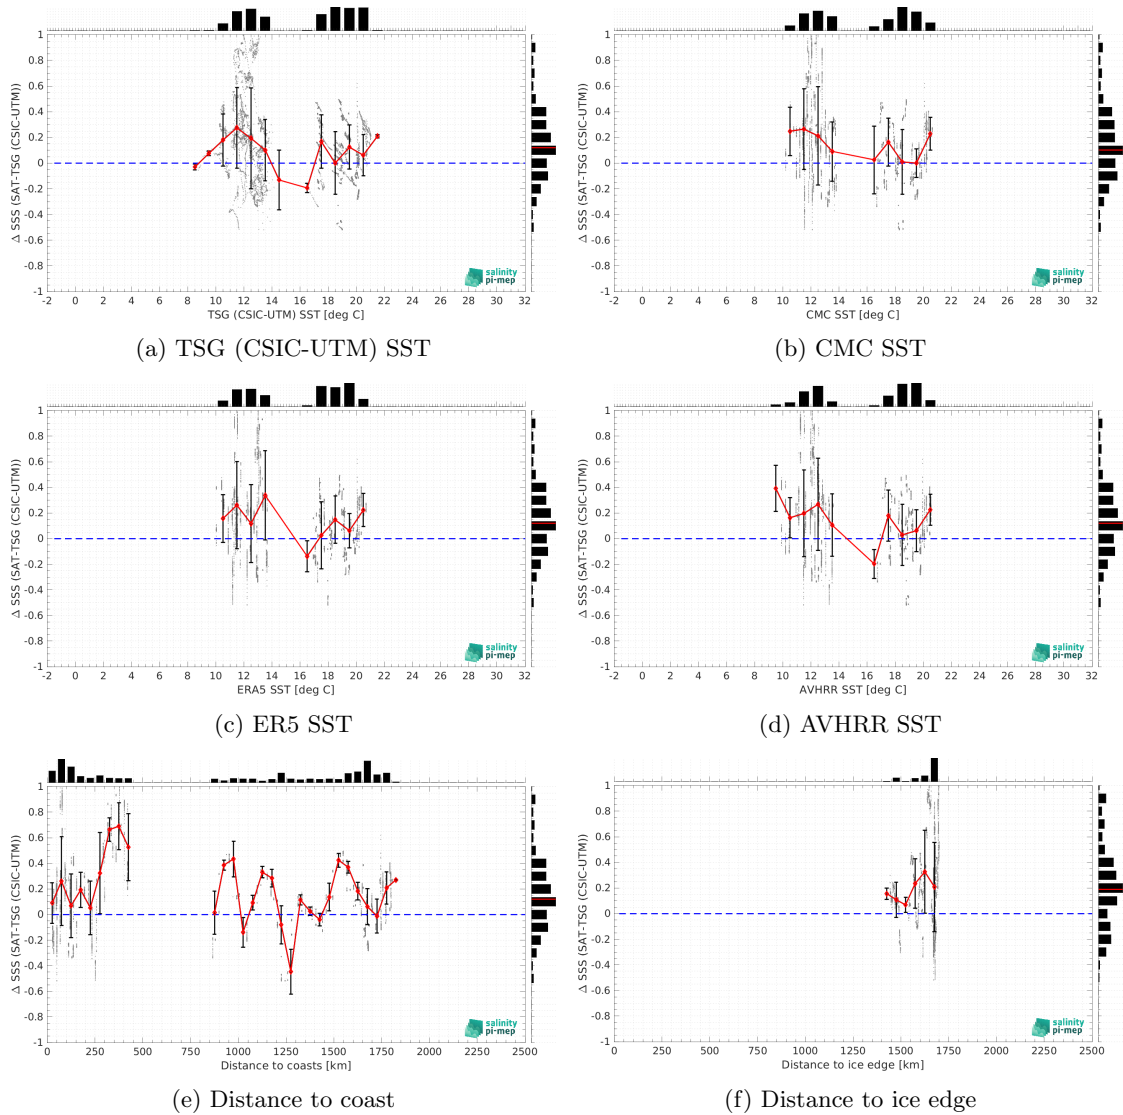 1
0.8
0.6
0.4
0.2
0
-0.2
-0.4
-0.6
-0.8
-1
Δ SSS (SAT-TSG (CSIC-UTM))
salinity
pi-mep
-2 0 2 4 6 8 10 12 14 16 18 20 22 24 26 28 30 32
TSG (CSIC-UTM) SST [deg C]
(a) TSG (CSIC-UTM) SST
1
0.8
0.6
0.4
0.2
0
-0.2
-0.4
-0.6
-0.8
-1
Δ SSS (SAT-TSG (CSIC-UTM))
salinity
pi-mep
-2 0 2 4 6 8 10 12 14 16 18 20 22 24 26 28 30 32
CMC SST [deg C]
(b) CMC SST
1
0.8
0.6
0.4
0.2
0
-0.2
-0.4
-0.6
-0.8
-1
Δ SSS (SAT-TSG (CSIC-UTM))
salinity
pi-mep
-2 0 2 4 6 8 10 12 14 16 18 20 22 24 26 28 30 32
ERA5 SST [deg C]
(c) ER5 SST
1
0.8
0.6
0.4
0.2
0
-0.2
-0.4
-0.6
-0.8
-1
Δ SSS (SAT-TSG (CSIC-UTM))
salinity
pi-mep
-2 0 2 4 6 8 10 12 14 16 18 20 22 24 26 28 30 32
AVHRR SST [deg C]
(d) AVHRR SST
1
0.8
0.6
0.4
0.2
0
-0.2
-0.4
-0.6
-0.8
-1
Δ SSS (SAT-TSG (CSIC-UTM))
salinity
pi-mep
0 250 500 750 1000 1250 1500 1750 2000 2250 2500
Distance to coasts [km]
(e) Distance to coast
1
0.8
0.6
0.4
0.2
0
-0.2
-0.4
-0.6
-0.8
-1
Δ SSS (SAT-TSG (CSIC-UTM))
salinity
pi-mep
0 250 500 750 1000 1250 1500 1750 2000 2250 2500
Distance to ice edge [km]
(f) Distance to ice edge